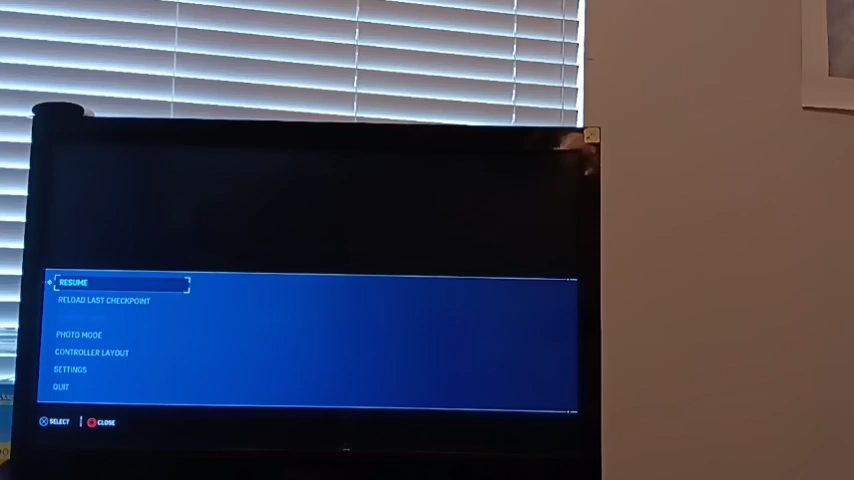 RESUME
RELOAD LAST CHECKPOINT
PHOTO MODE
CONTROLLER LAYOUT
SETTINGS
QUIT
SELECT CLOSE